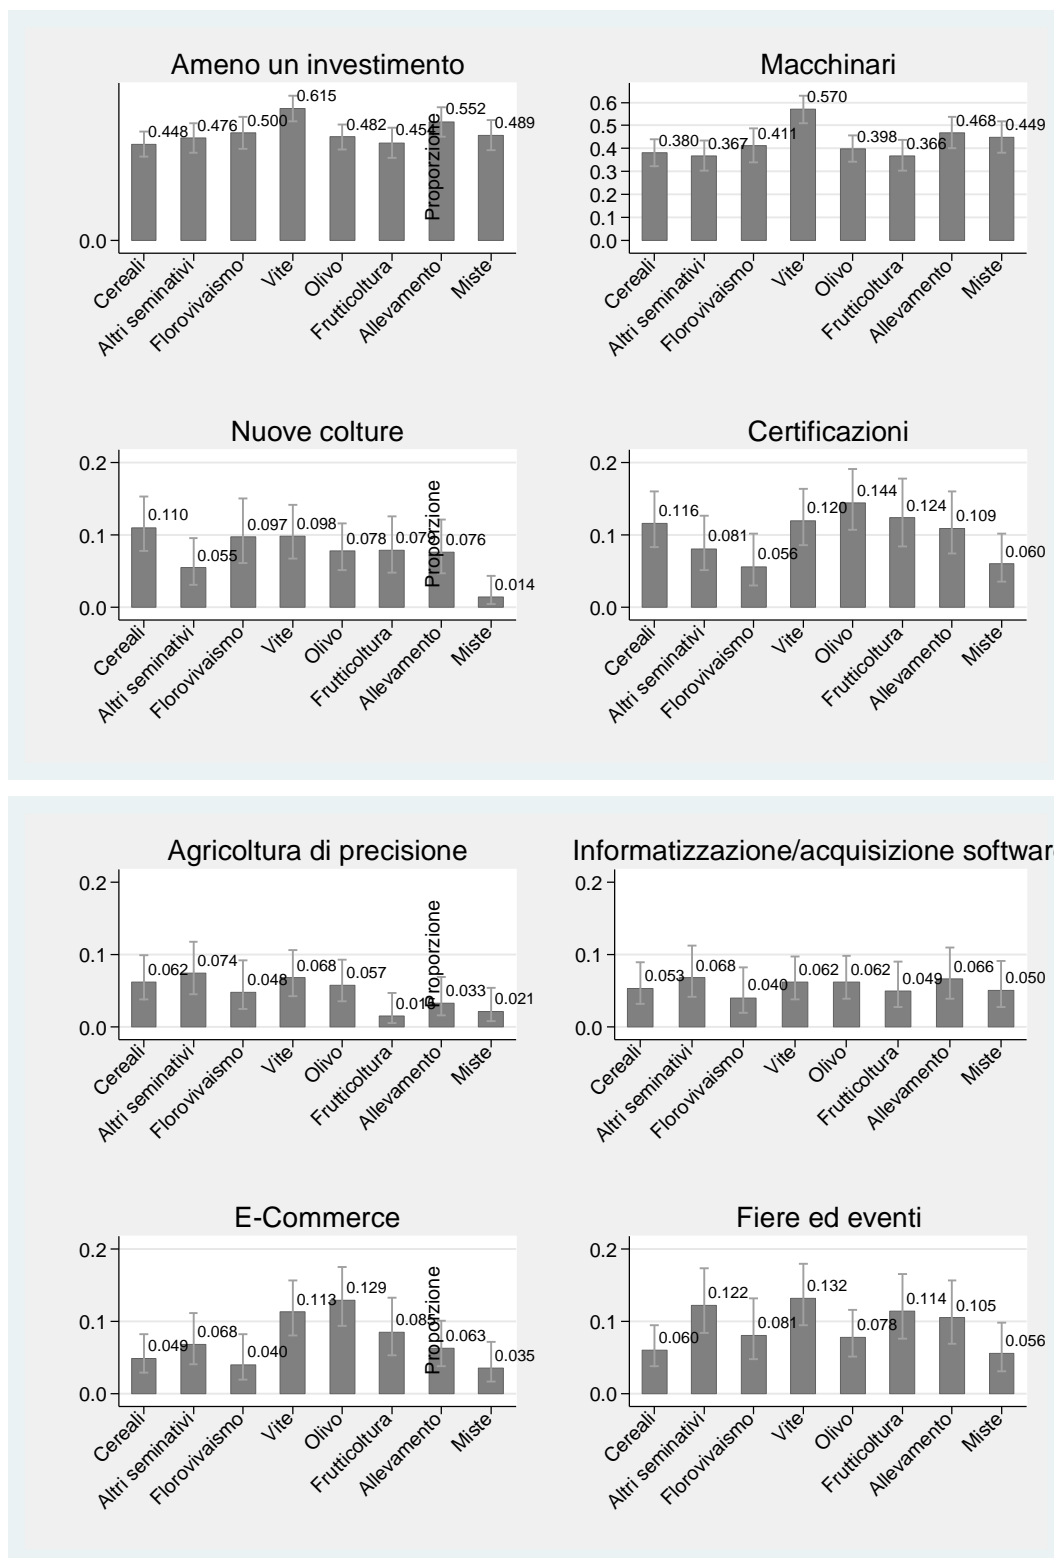 Ameno un investimento
0.448 0.476 0.500 0.615 0.482 0.552 0.489
Proporzione
0.0
Cereali Altri seminativi Florovivaismo Vite Olivo Frutticoltura Allevamento Miste
Macchinari
0.6
0.5
0.4
0.3
0.2
0.1
0.0
0.380 0.367 0.411 0.570 0.398 0.366 0.468 0.449
Cereali Altri seminativi Florovivaismo Vite Olivo Frutticoltura Allevamento Miste
Nuove colture
0.2
0.1
0.0
0.110 0.055 0.097 0.098 0.078 0.076 0.014
Proporzione
Cereali Altri seminativi Florovivaismo Vite Olivo Frutticoltura Allevamento Miste
Certificazioni
0.2
0.1
0.0
0.116 0.081 0.056 0.120 0.144 0.124 0.109 0.060
Cereali Altri seminativi Florovivaismo Vite Olivo Frutticoltura Allevamento Miste
Agricoltura di precisione
0.2
0.1
0.0
0.062 0.074 0.048 0.068 0.057 0.033 0.021
Proporzione
Cereali Altri seminativi Florovivaismo Vite Olivo Frutticoltura Allevamento Miste
Informatizzazione/acquisizione softwar
0.2
0.1
0.0
0.053 0.068 0.040 0.062 0.062 0.049 0.066 0.050
Cereali Altri seminativi Florovivaismo Vite Olivo Frutticoltura Allevamento Miste
E-Commerce
0.2
0.1
0.0
0.049 0.068 0.040 0.113 0.129 0.085 0.063 0.035
Proporzione
Cereali Altri seminativi Florovivaismo Vite Olivo Frutticoltura Allevamento Miste
Fiere ed eventi
0.2
0.1
0.0
0.060 0.122 0.081 0.132 0.078 0.114 0.105 0.056
Cereali Altri seminativi Florovivaismo Vite Olivo Frutticoltura Allevamento Miste